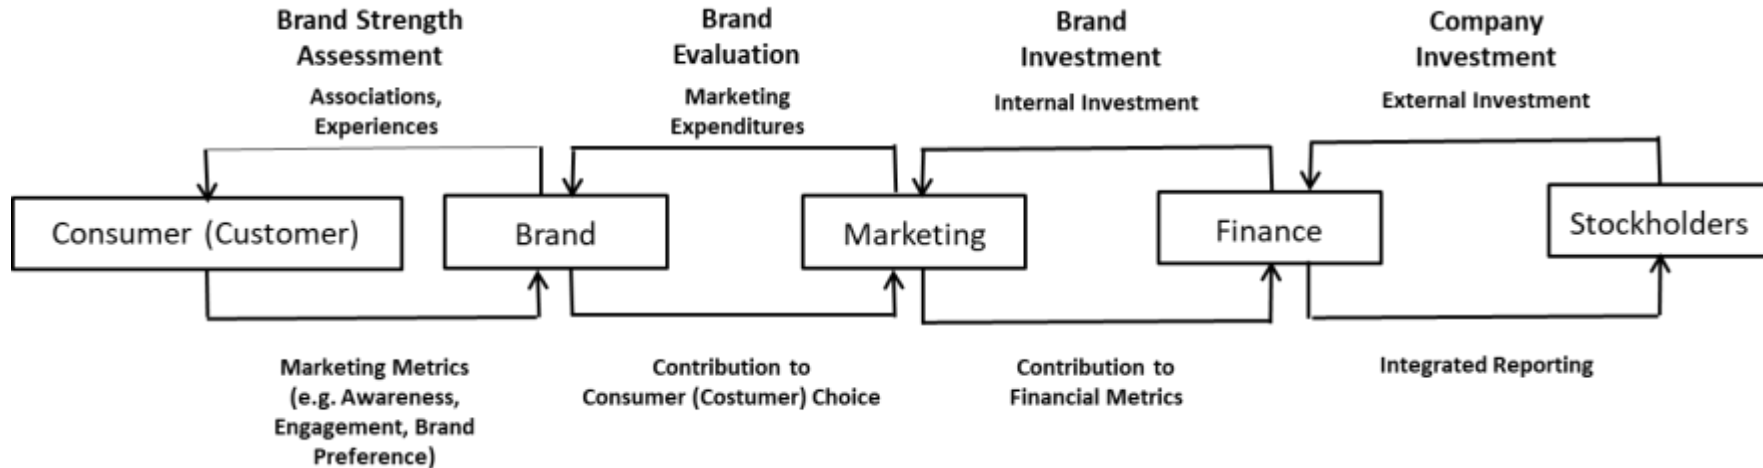 Brand Strength
Assessment
Associations,
Experiences
Brand
Evaluation
Marketing
Expenditures
Brand
Investment
Internal Investment
Company
Investment
External Investment
Consumer (Customer)
Brand
Marketing
Finance
Stockholders
Marketing Metrics
(e.g. Awareness,
Engagement, Brand
Preference)
Contribution to
Consumer (Costumer) Choice
Contribution to
Financial Metrics
Integrated Reporting